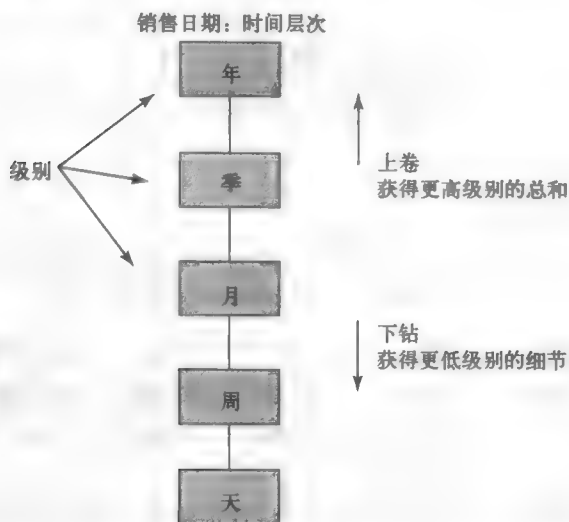 销售日期：时间层次
年
级别
季
上卷
获得更高级别的总和
月
下钻
获得更低级别的细节
周
天